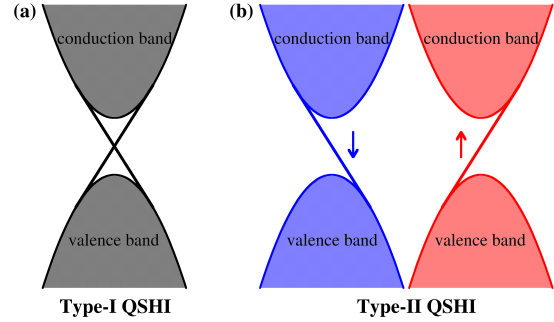 (a)
conduction band
valence band
Type-I QSHI
(b)
conduction band
conduction band
↓
↑
valence band
valence band
Type-II QSHI